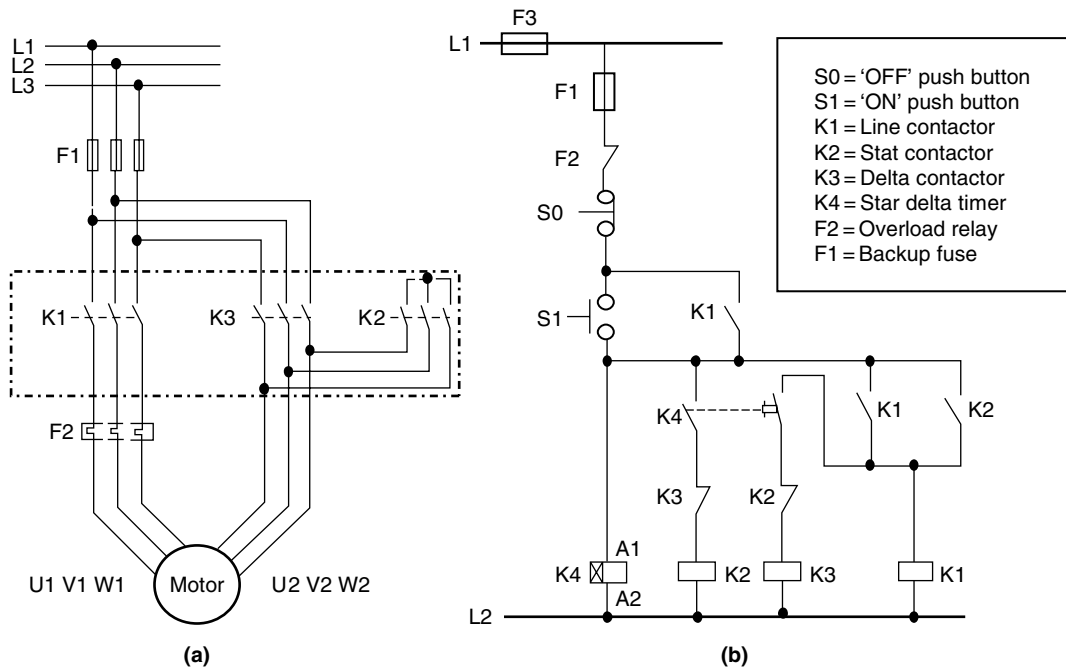 L1
L2
L3
F1
K1
K3
K2
F2
U1 V1 W1
Motor
U2 V2 W2
(a)
F3
L1
F1
F2
S0
S1
K1
K4
K1
K2
K3
K2
A1
K4
A2
K2
K3
K1
L2
(b)
S0 = ‘OFF’ push button
S1 = ‘ON’ push button
K1 = Line contactor
K2 = Stat contactor
K3 = Delta contactor
K4 = Star delta timer
F2 = Overload relay
F1 = Backup fuse